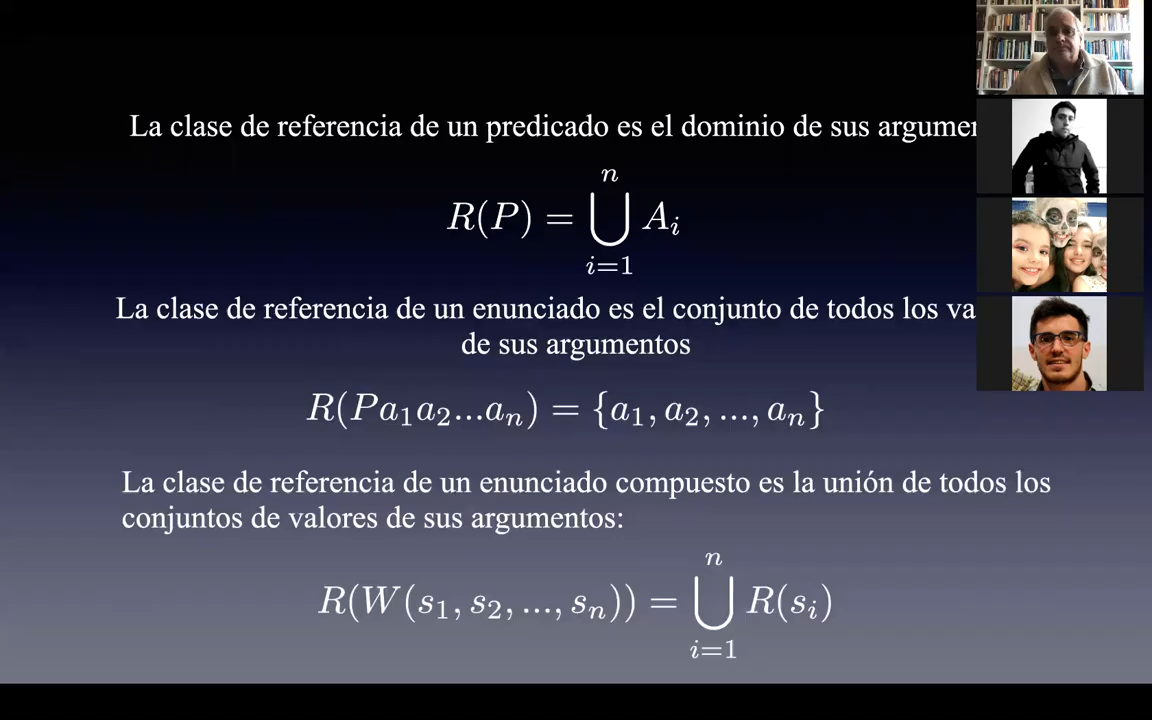 La clase de referencia de un predicado es el dominio de sus
R(P) = ⋃_{i=1}^{n} A_i
La clase de referencia de un enunciado es el conjunto de todos los
de sus argumentos
R(Pa_1a_2...a_n) = {a_1, a_2, ..., a_n}
La clase de referencia de un enunciado compuesto es la unión de todos los
conjuntos de valores de sus argumentos:
R(W(s_1, s_2, ..., s_n)) = ⋃_{i=1}^{n} R(s_i)